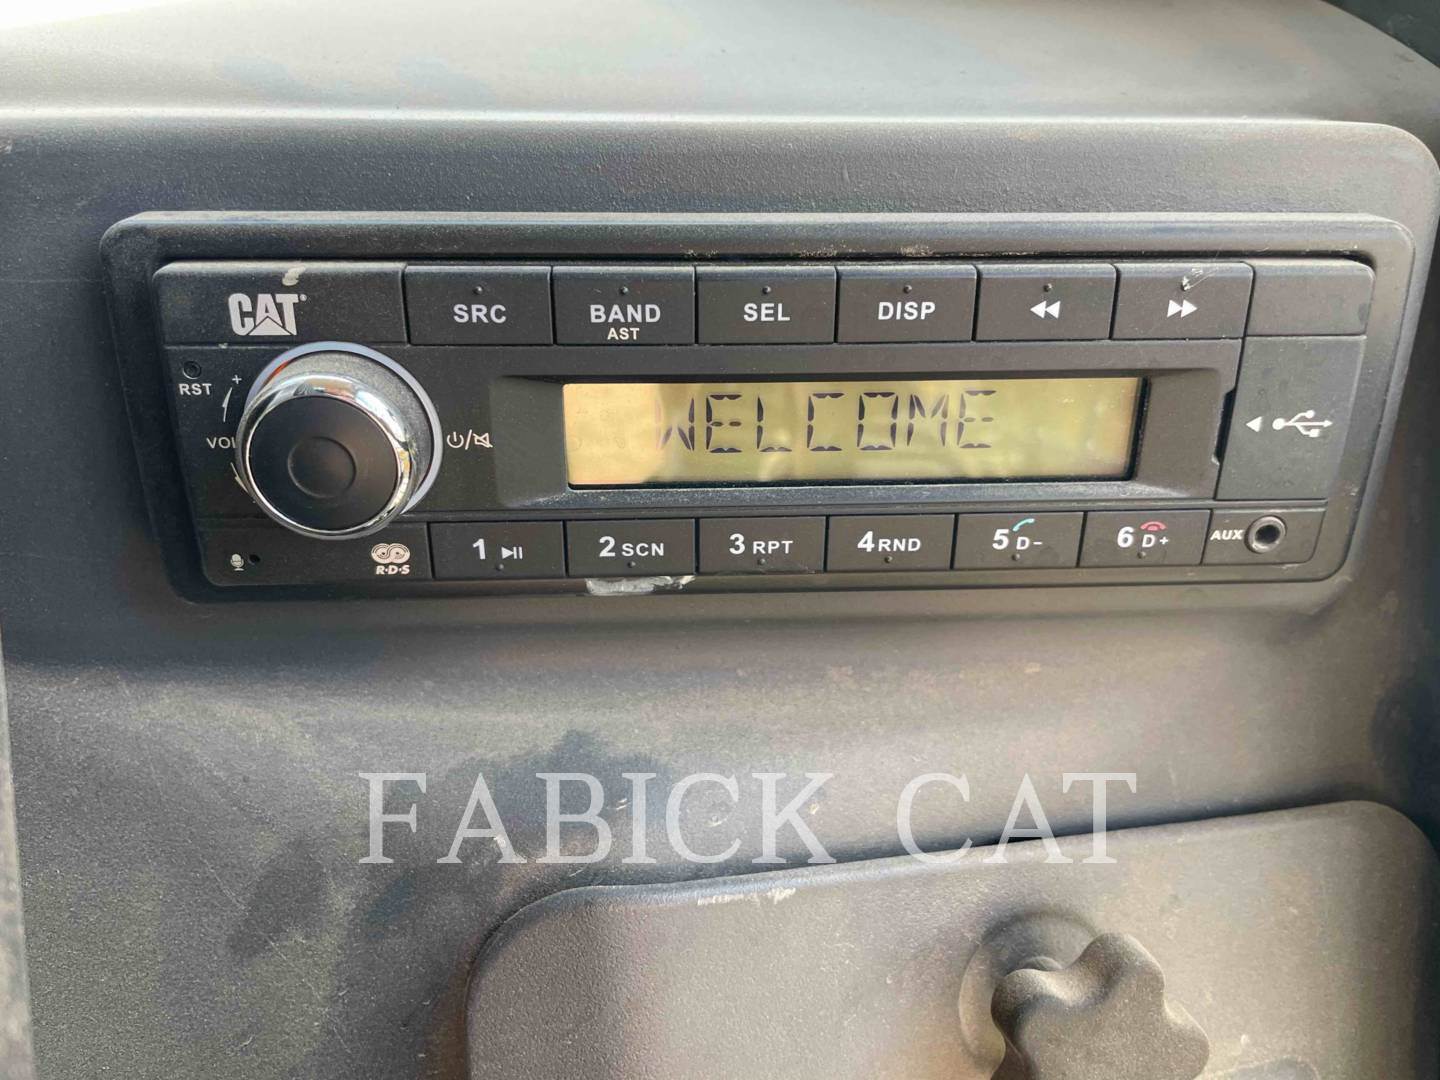 CAT®
SRC
BAND
AST
SEL
DISP
RST
+
VOL
WELCOME
R·D·S
1
2 SCN
3 RPT
4 RND
5 D-
6 D+
AUX
FABICK CAT